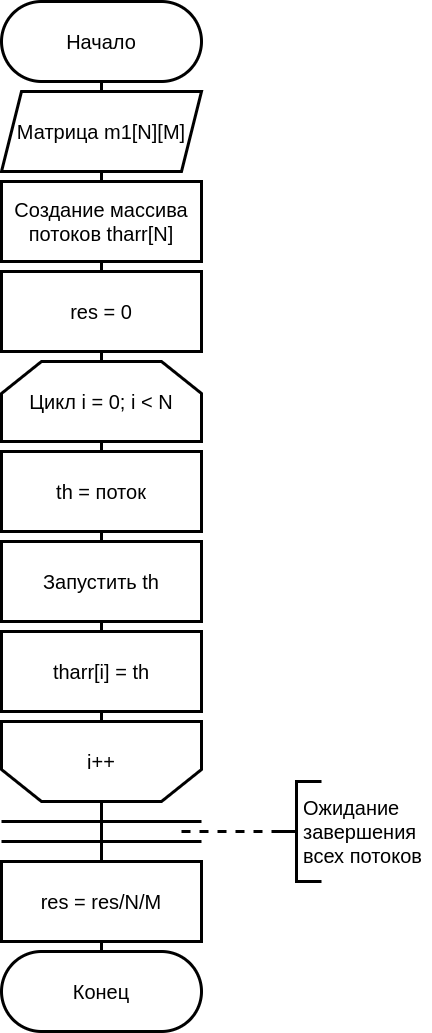 Начало
Матрица m1[N][M]
Создание массива
потоков tharr[N]
res = 0
Цикл i = 0; i < N
th = поток
Запустить th
tharr[i] = th
i++
Ожидание
завершения
всех потоков
res = res/N/M
Конец